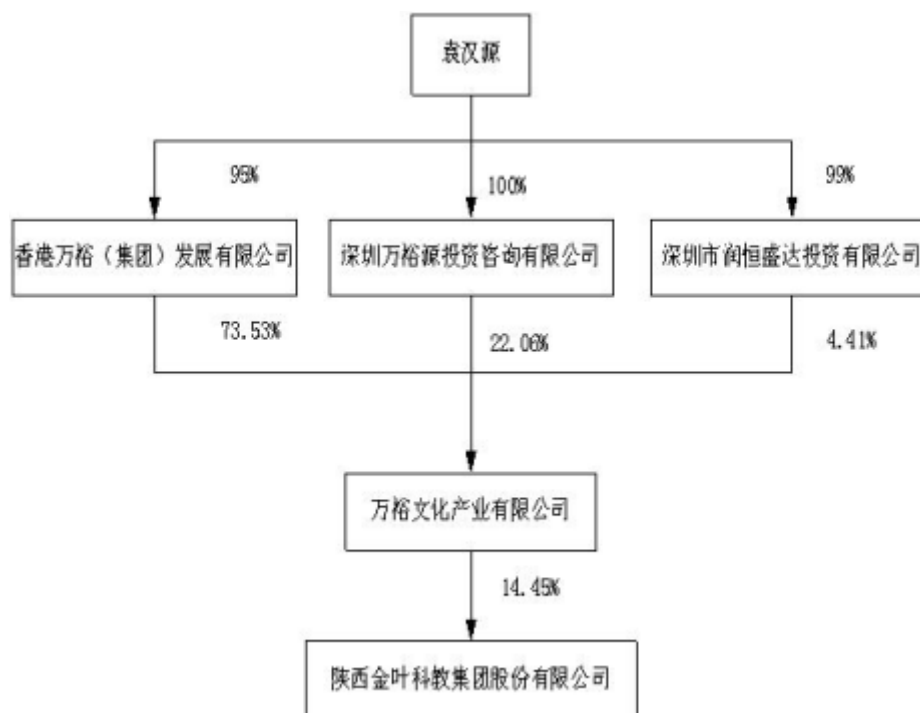 袁汉源
95%
100%
99%
香港万裕（集团）发展有限公司
深圳万裕源投资咨询有限公司
深圳市润恒盛达投资有限公司
73.53%
22.06%
4.41%
万裕文化产业有限公司
14.45%
陕西金叶科教集团股份有限公司